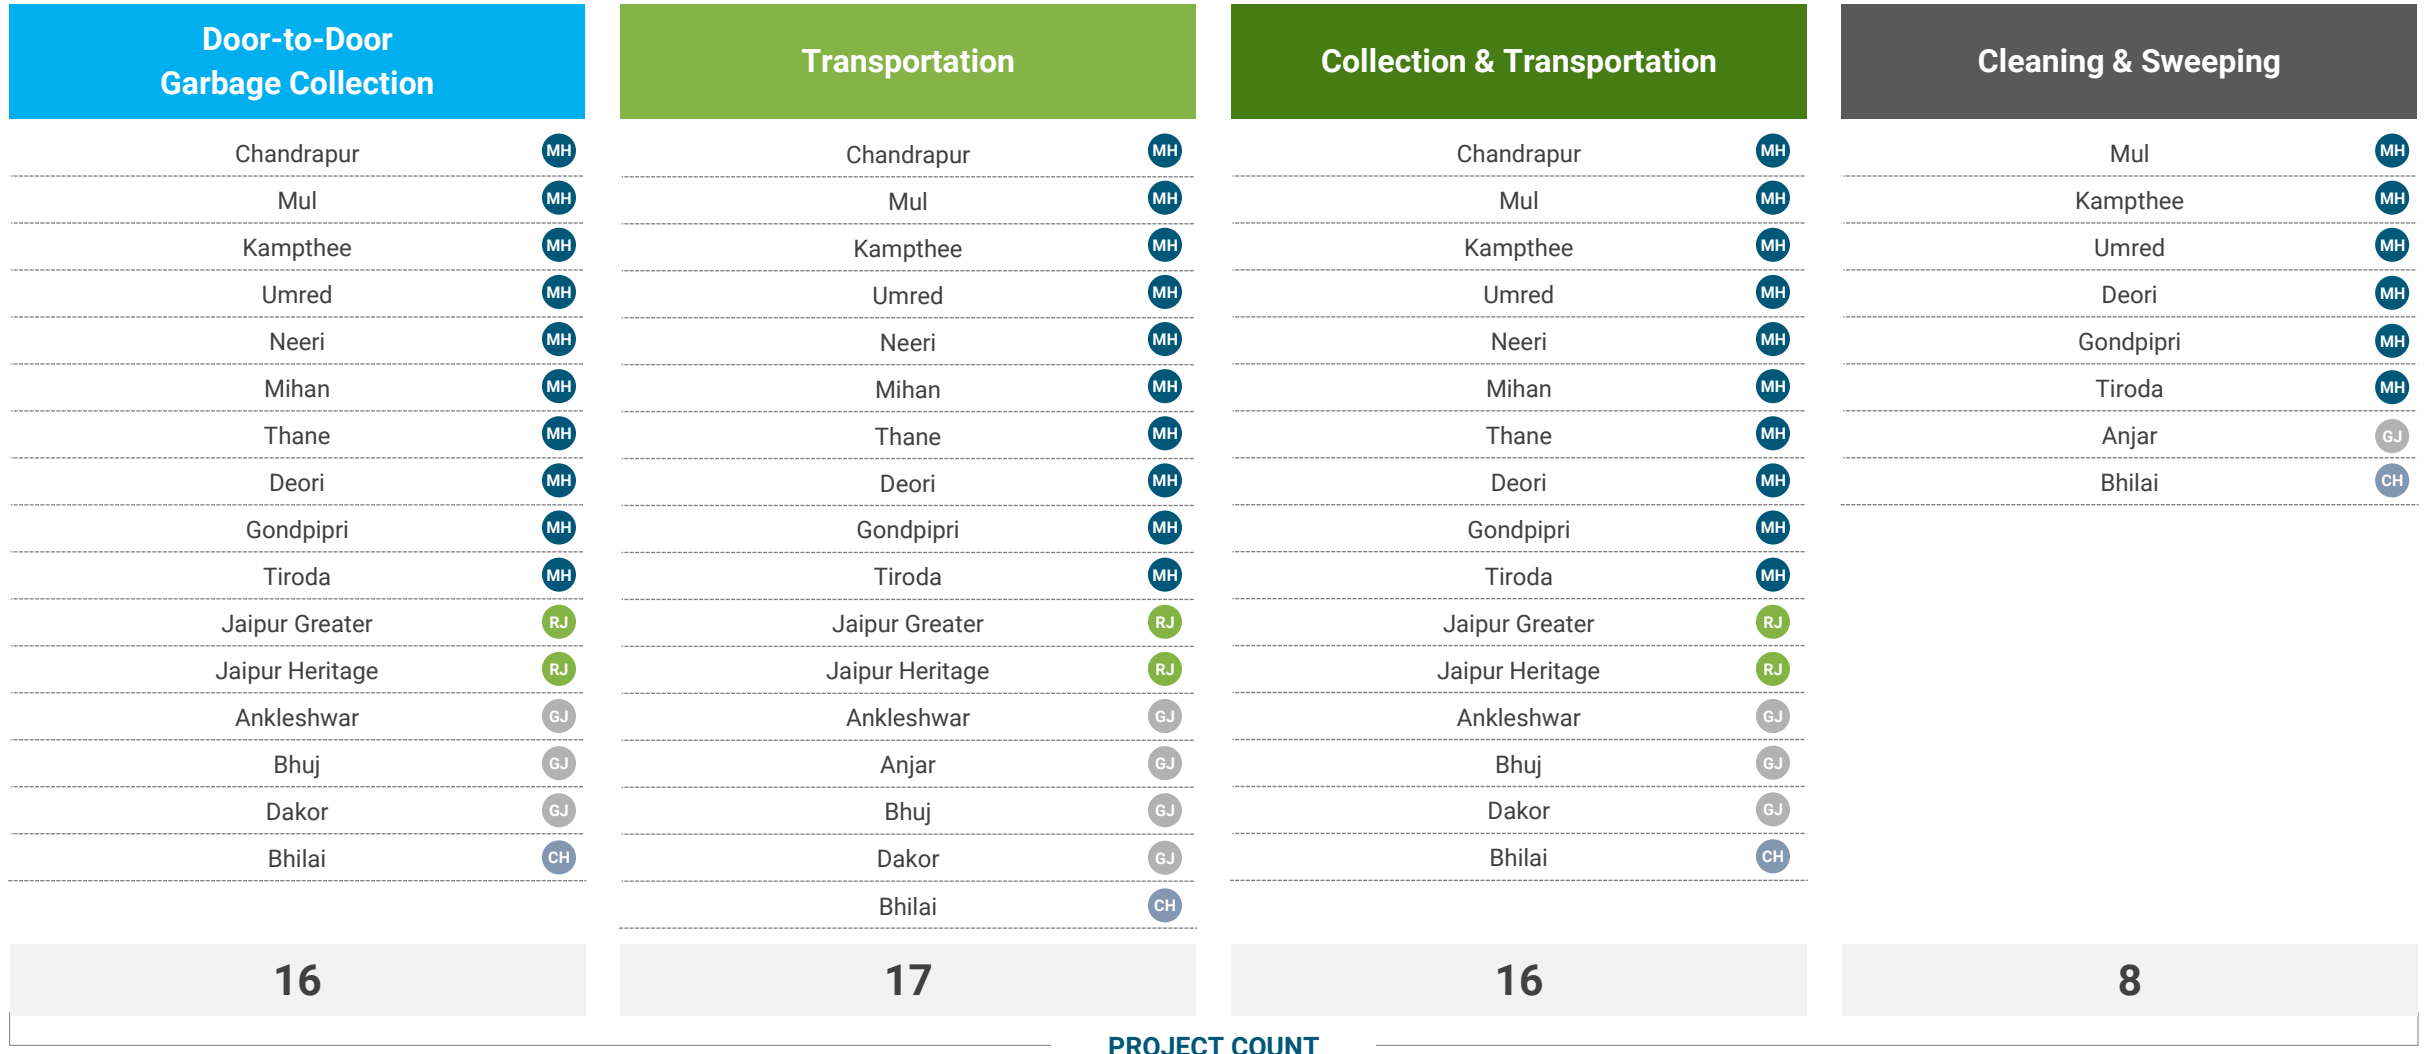 Door-to-Door
Garbage Collection
Chandrapur MH
Mul MH
Kampthee MH
Umred MH
Neeri MH
Mihan MH
Thane MH
Deori MH
Gondpipri MH
Tiroda MH
Jaipur Greater RJ
Jaipur Heritage RJ
Ankleshwar GJ
Bhuj GJ
Dakor GJ
Bhilai CH
16
Transportation
Chandrapur MH
Mul MH
Kampthee MH
Umred MH
Neeri MH
Mihan MH
Thane MH
Deori MH
Gondpipri MH
Tiroda MH
Jaipur Greater RJ
Jaipur Heritage RJ
Ankleshwar GJ
Anjar GJ
Bhuj GJ
Dakor GJ
Bhilai CH
17
Collection & Transportation
Chandrapur MH
Mul MH
Kampthee MH
Umred MH
Neeri MH
Mihan MH
Thane MH
Deori MH
Gondpipri MH
Tiroda MH
Jaipur Greater RJ
Jaipur Heritage RJ
Ankleshwar GJ
Bhuj GJ
Dakor GJ
Bhilai CH
16
Cleaning & Sweeping
Mul MH
Kampthee MH
Umred MH
Deori MH
Gondpipri MH
Tiroda MH
Anjar GJ
Bhilai CH
8
PROJECT COUNT